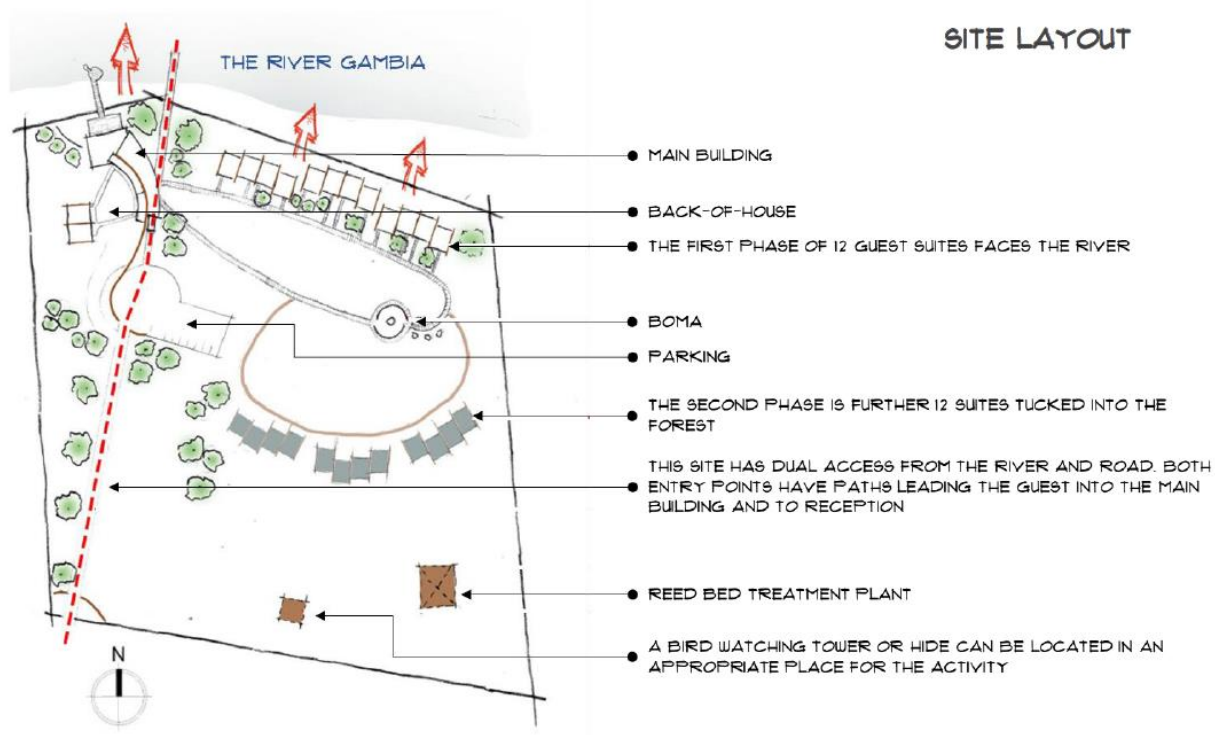 SITE LAYOUT
THE RIVER GAMBIA
MAIN BUILDING
BACK-OF-HOUSE
THE FIRST PHASE OF 12 GUEST SUITES FACES THE RIVER
BOMA
PARKING
THE SECOND PHASE IS FURTHER 12 SUITES TUCKED INTO THE
FOREST
THIS SITE HAS DUAL ACCESS FROM THE RIVER AND ROAD. BOTH
ENTRY POINTS HAVE PATHS LEADING THE GUEST INTO THE MAIN
BUILDING AND TO RECEPTION
REED BED TREATMENT PLANT
A BIRD WATCHING TOWER OR HIDE CAN BE LOCATED IN AN
APPROPRIATE PLACE FOR THE ACTIVITY
N